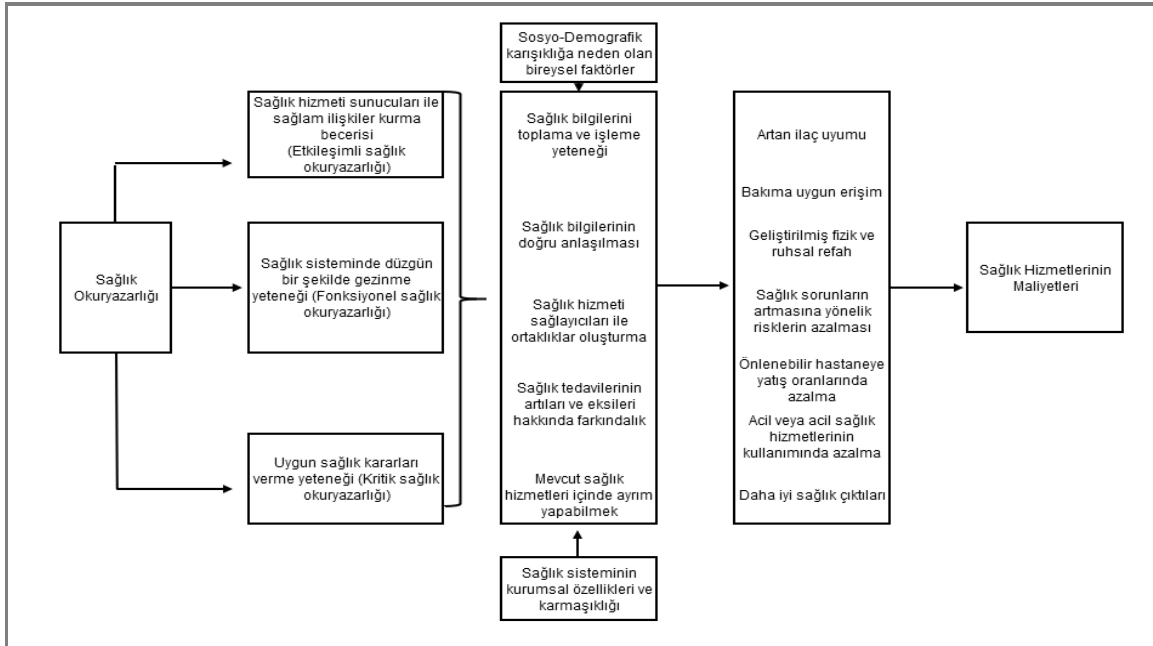 Sosyo-Demografik
karışıklığa neden olan
bireysel faktörler
Sağlık
Okuryazarlığı
Sağlık hizmeti sunucuları ile
sağlam ilişkiler kurma
becerisi
(Etkileşimli sağlık
okuryazarlığı)
Sağlık sisteminde düzgün
bir şekilde gezinme
yeteneği (Fonksiyonel sağlık
okuryazarlığı)
Uygun sağlık kararları
verme yeteneği (Kritik sağlık
okuryazarlığı)
Sağlık bilgilerini
toplama ve işleme
yeteneği
Sağlık bilgilerinin
doğru anlaşılması
Sağlık hizmeti
sağlayıcıları ile
ortaklıklar oluşturma
Sağlık tedavilerinin
artıları ve eksileri
hakkında farkındalık
Mevcut sağlık
hizmetleri içinde ayrım
yapabilmek
Sağlık sisteminin
kurumsal özellikleri ve
karmaşıklığı
Artan ilaç uyumu
Bakıma uygun erişim
Geliştirilmiş fizik ve
ruhsal refah
Sağlık sorunların
artmasına yönelik
risklerin azalması
Önlenebilir hastaneye
yatış oranlarında
azalma
Acil veya acil sağlık
hizmetlerinin
kullanımında azalma
Daha iyi sağlık çıktıları
Sağlık Hizmetlerinin
Maliyetleri